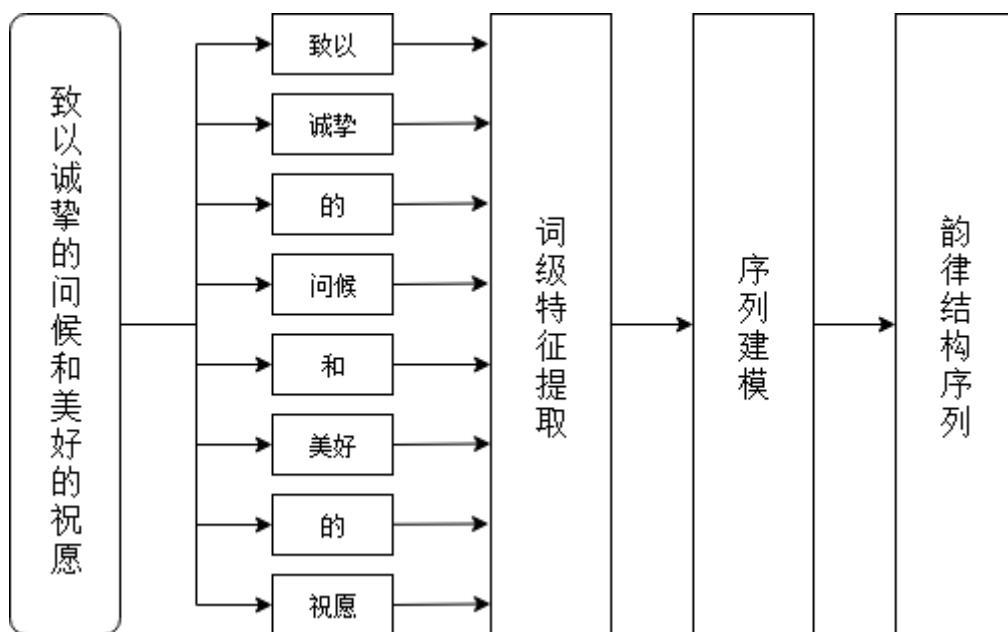 致以诚挚的问候和美好的祝愿
致以
诚挚
的
问候
和
美好
的
祝愿
词级特征提取
序列建模
韵律结构序列